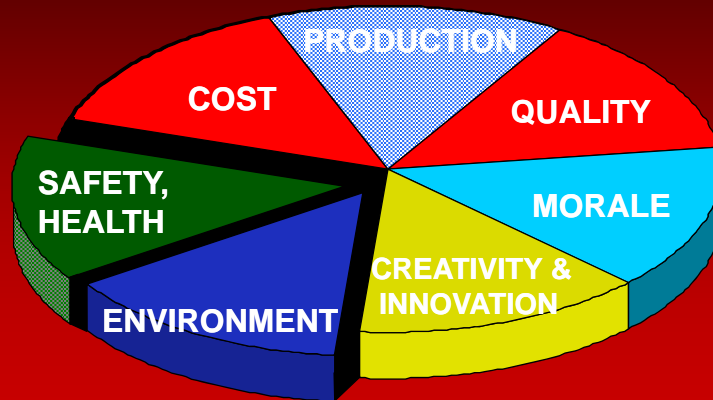 PRODUCTION
COST
QUALITY
SAFETY,
HEALTH
MORALE
CREATIVITY &
INNOVATION
ENVIRONMENT